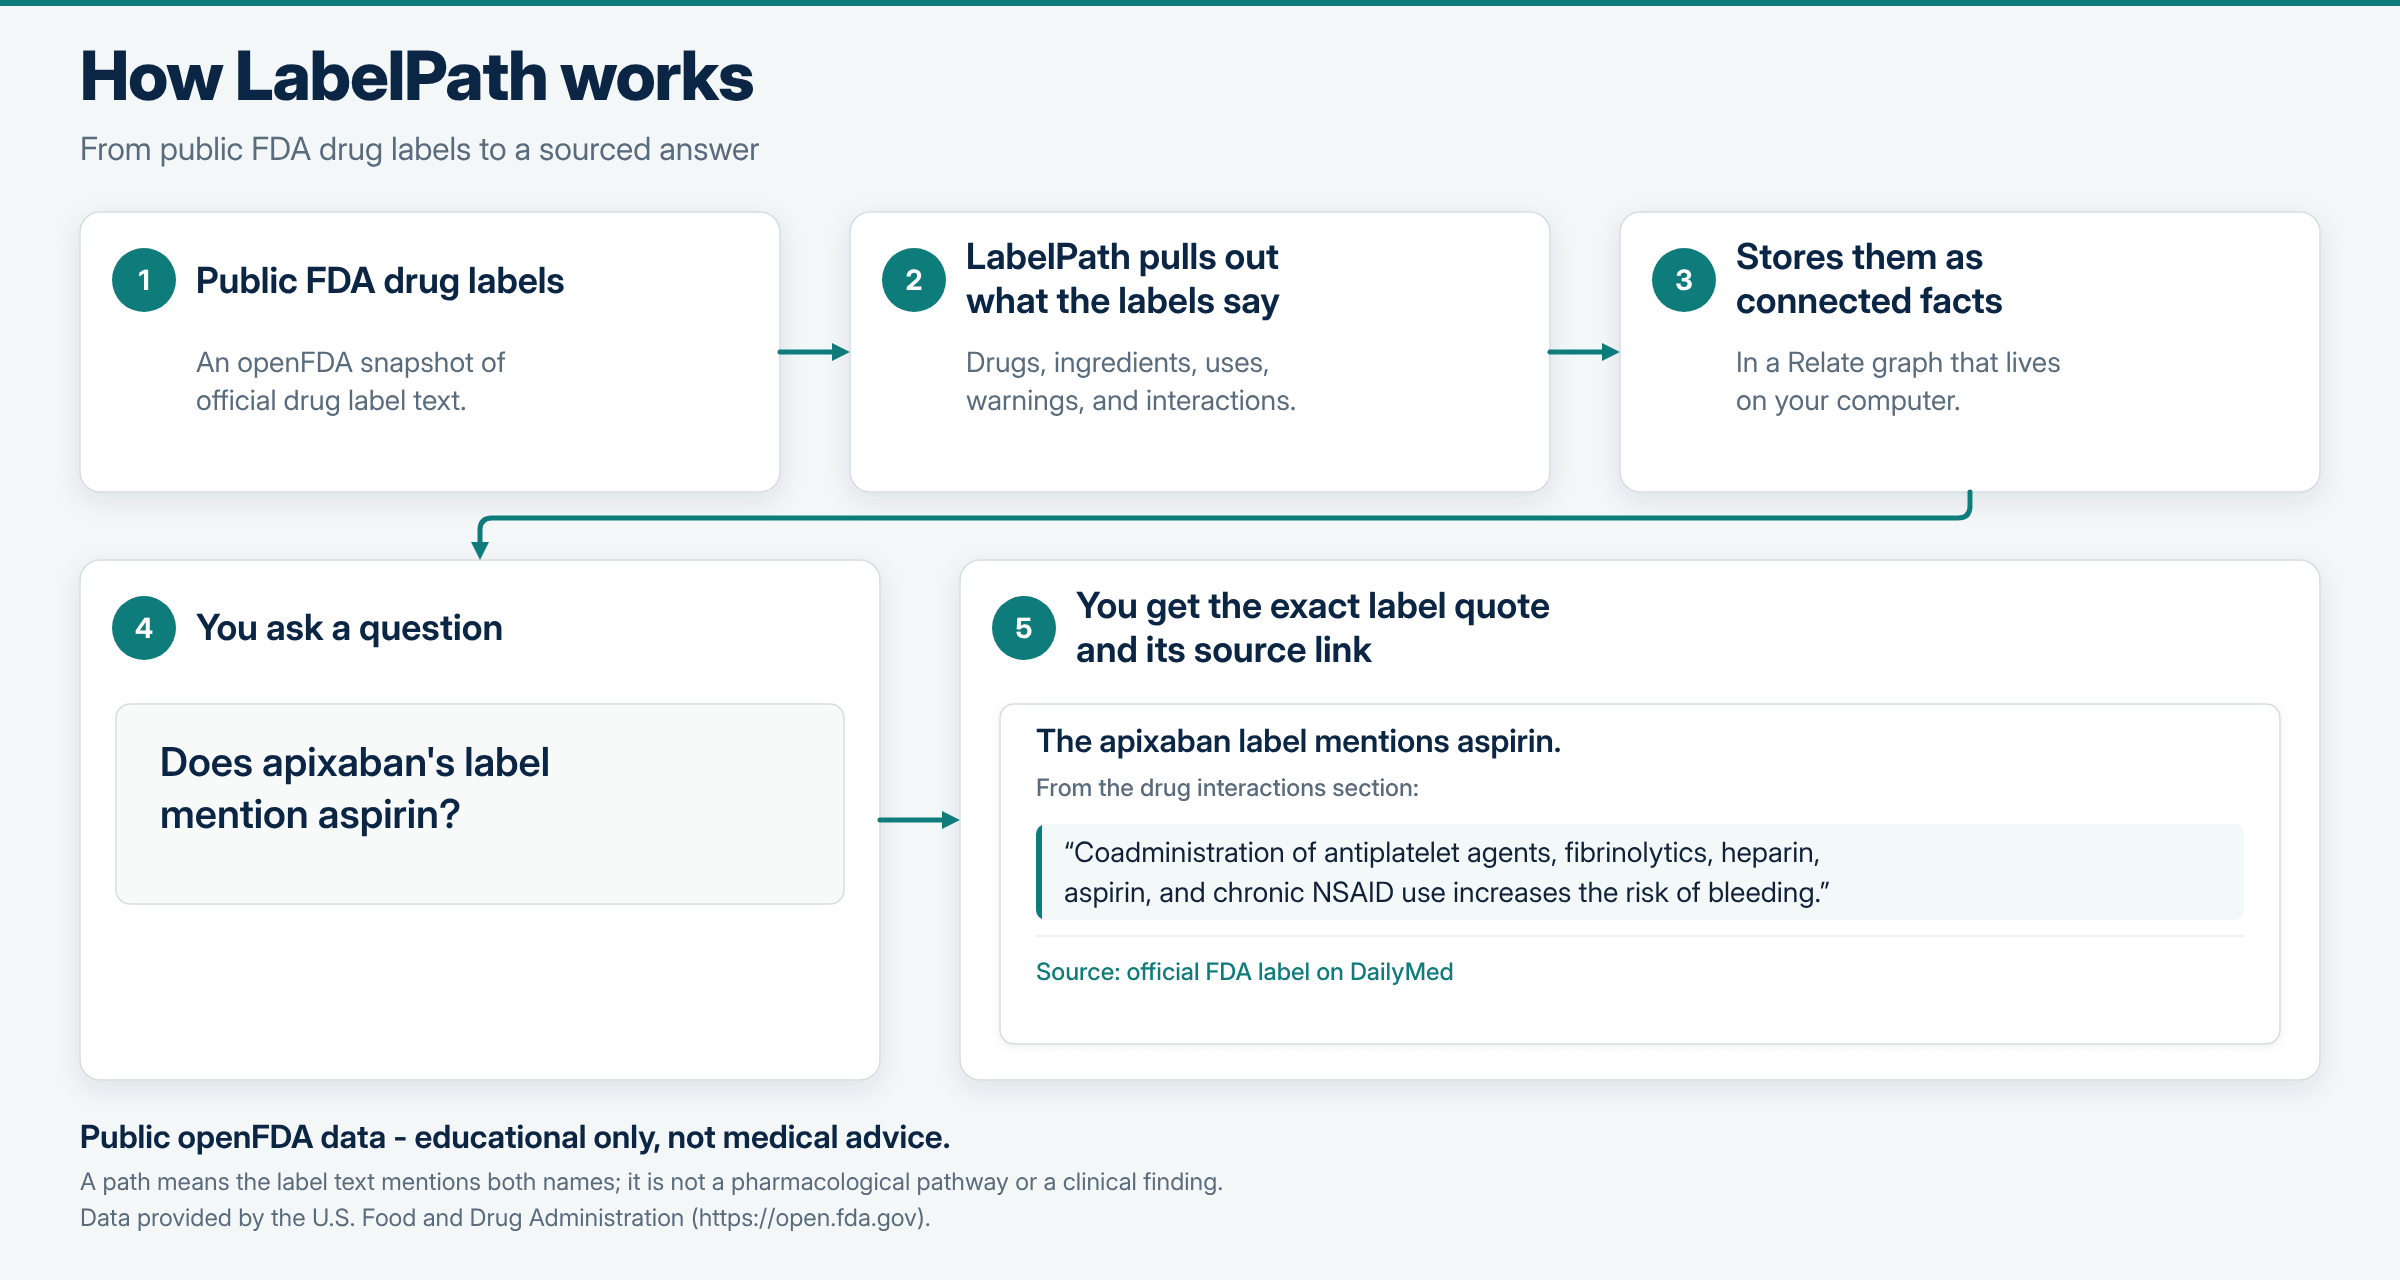 How LabelPath works
From public FDA drug labels to a sourced answer
1
Public FDA drug labels
An openFDA snapshot of
official drug label text.
2
LabelPath pulls out
what the labels say
Drugs, ingredients, uses,
warnings, and interactions.
3
Stores them as
connected facts
In a Relate graph that lives
on your computer.
4
You ask a question
Does apixaban's label
mention aspirin?
5
You get the exact label quote
and its source link
The apixaban label mentions aspirin.
From the drug interactions section:
“Coadministration of antiplatelet agents, fibrinolytics, heparin,
aspirin, and chronic NSAID use increases the risk of bleeding.”
Source: official FDA label on DailyMed
Public openFDA data - educational only, not medical advice.
A path means the label text mentions both names; it is not a pharmacological pathway or a clinical finding.
Data provided by the U.S. Food and Drug Administration (https://open.fda.gov).